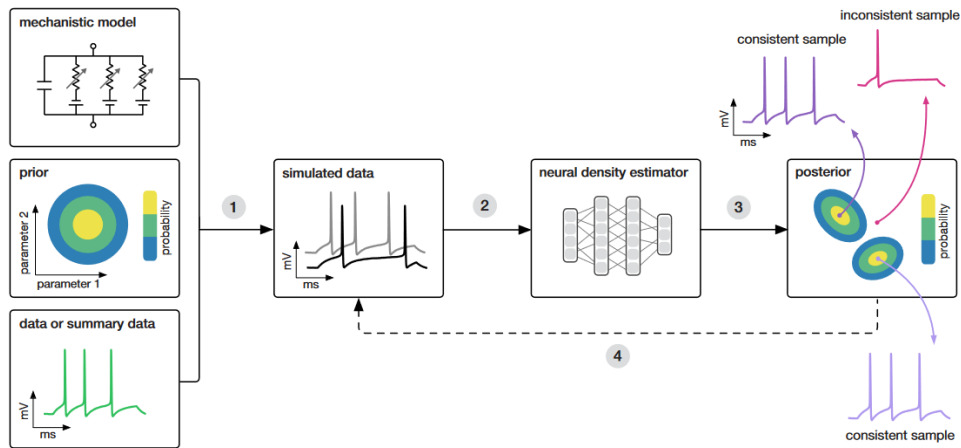 mechanistic model
prior
parameter 2
parameter 1
probability
data or summary data
mV
ms
1
simulated data
mV
ms
2
neural density estimator
3
posterior
probability
4
consistent sample
mV
ms
inconsistent sample
consistent sample